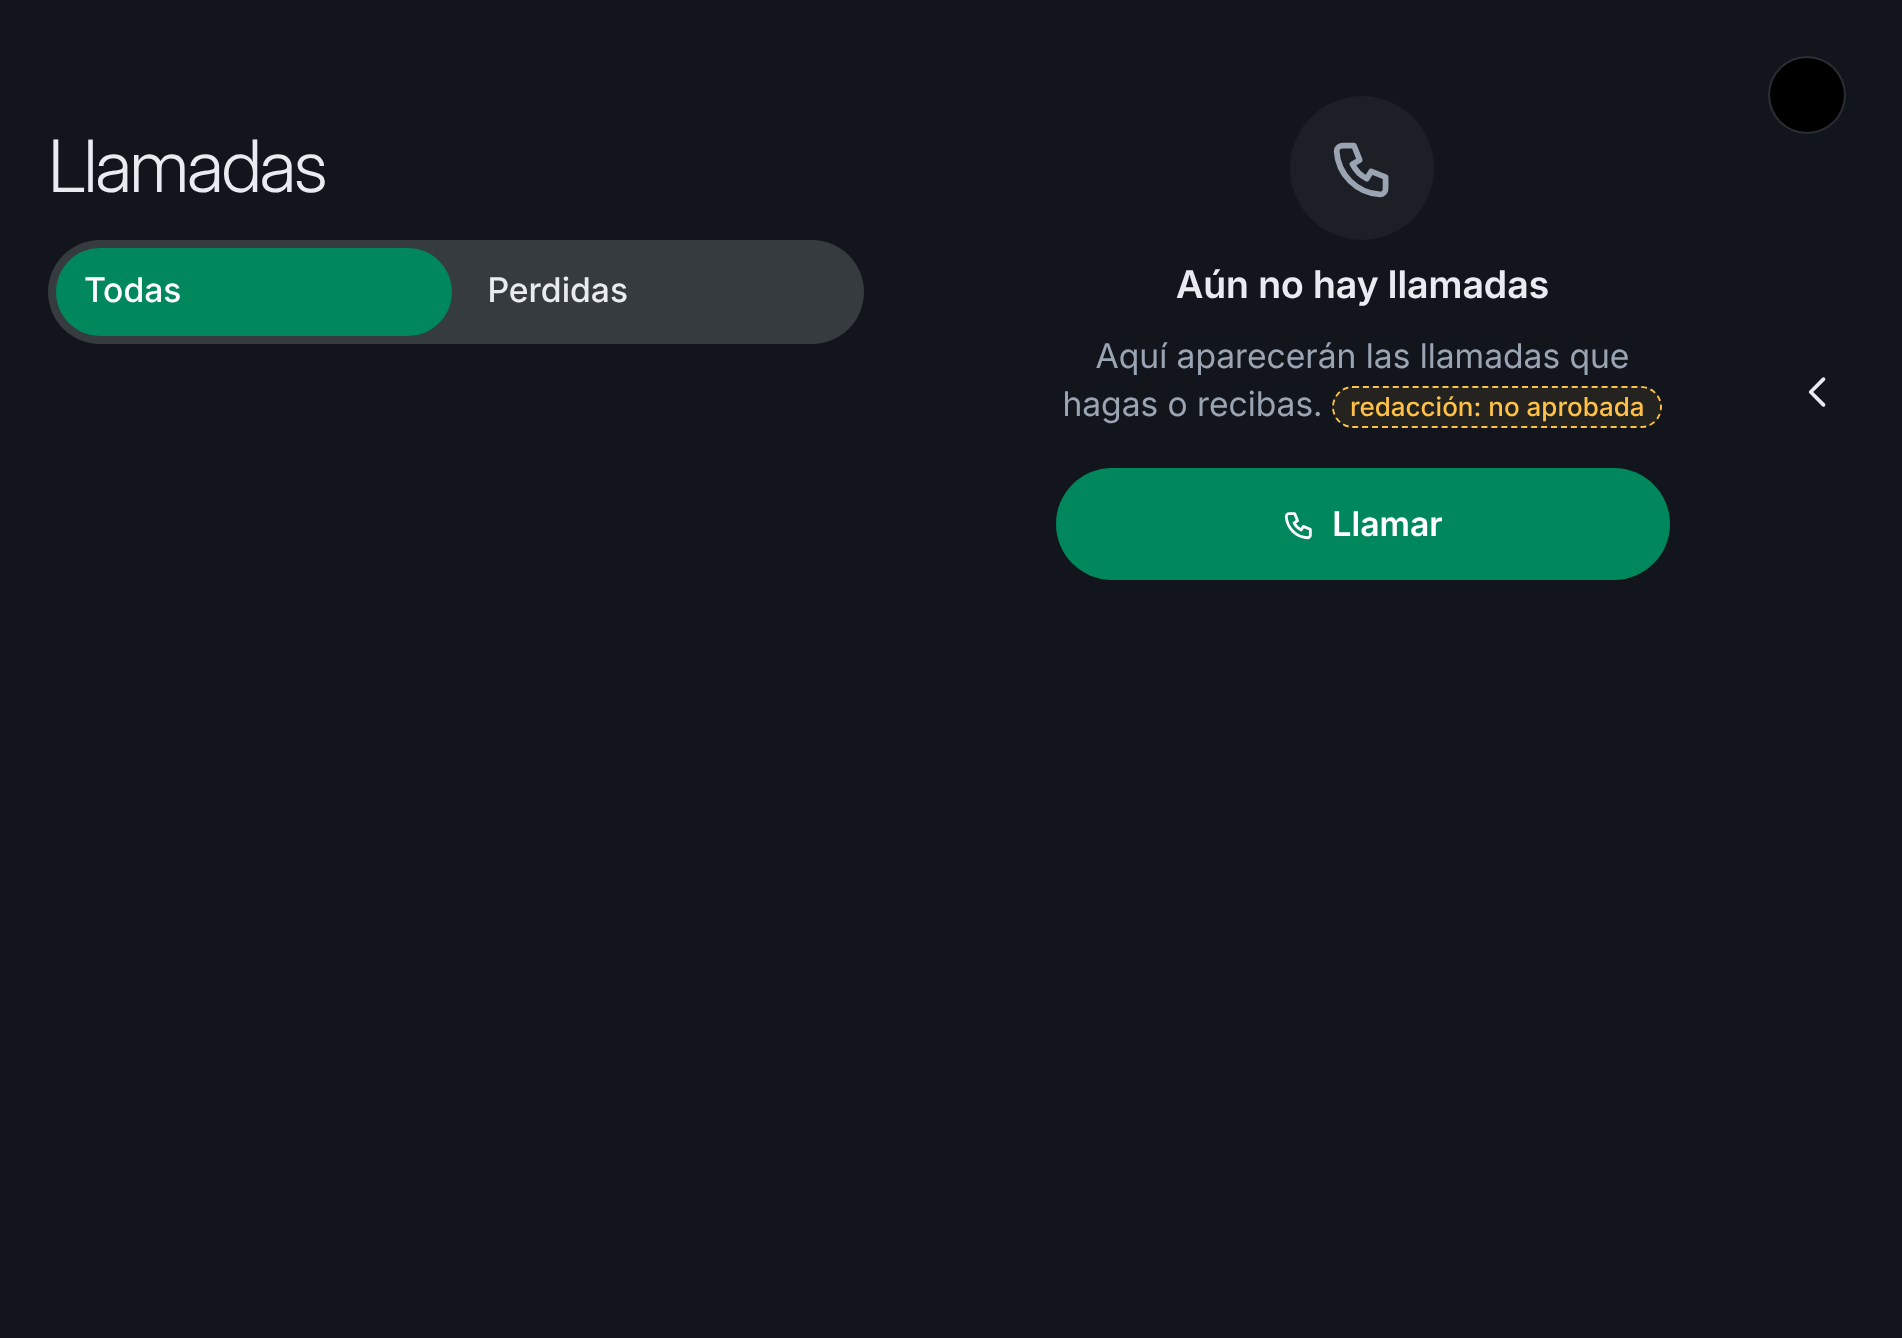 Llamadas
Todas
Perdidas
Aún no hay llamadas
Aquí aparecerán las llamadas que
hagas o recibas. redacción: no aprobada
Llamar